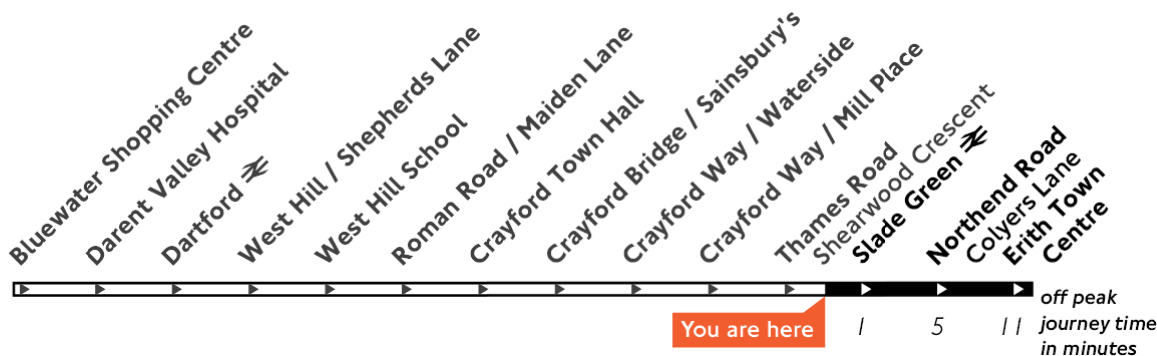 Bluewater Shopping Centre
Darent Valley Hospital
Dartford
West Hill / Shepherds Lane
West Hill School
Roman Road / Maiden Lane
Crayford Town Hall
Crayford Bridge / Sainsbury's
Crayford Way / Waterside
Crayford Way / Mill Place
Thames Road
Shearwood Crescent
Slade Green
Northend Road
Colyers Lane
Erith Town
Centre
You are here
1
5
11
off peak
journey time
in minutes